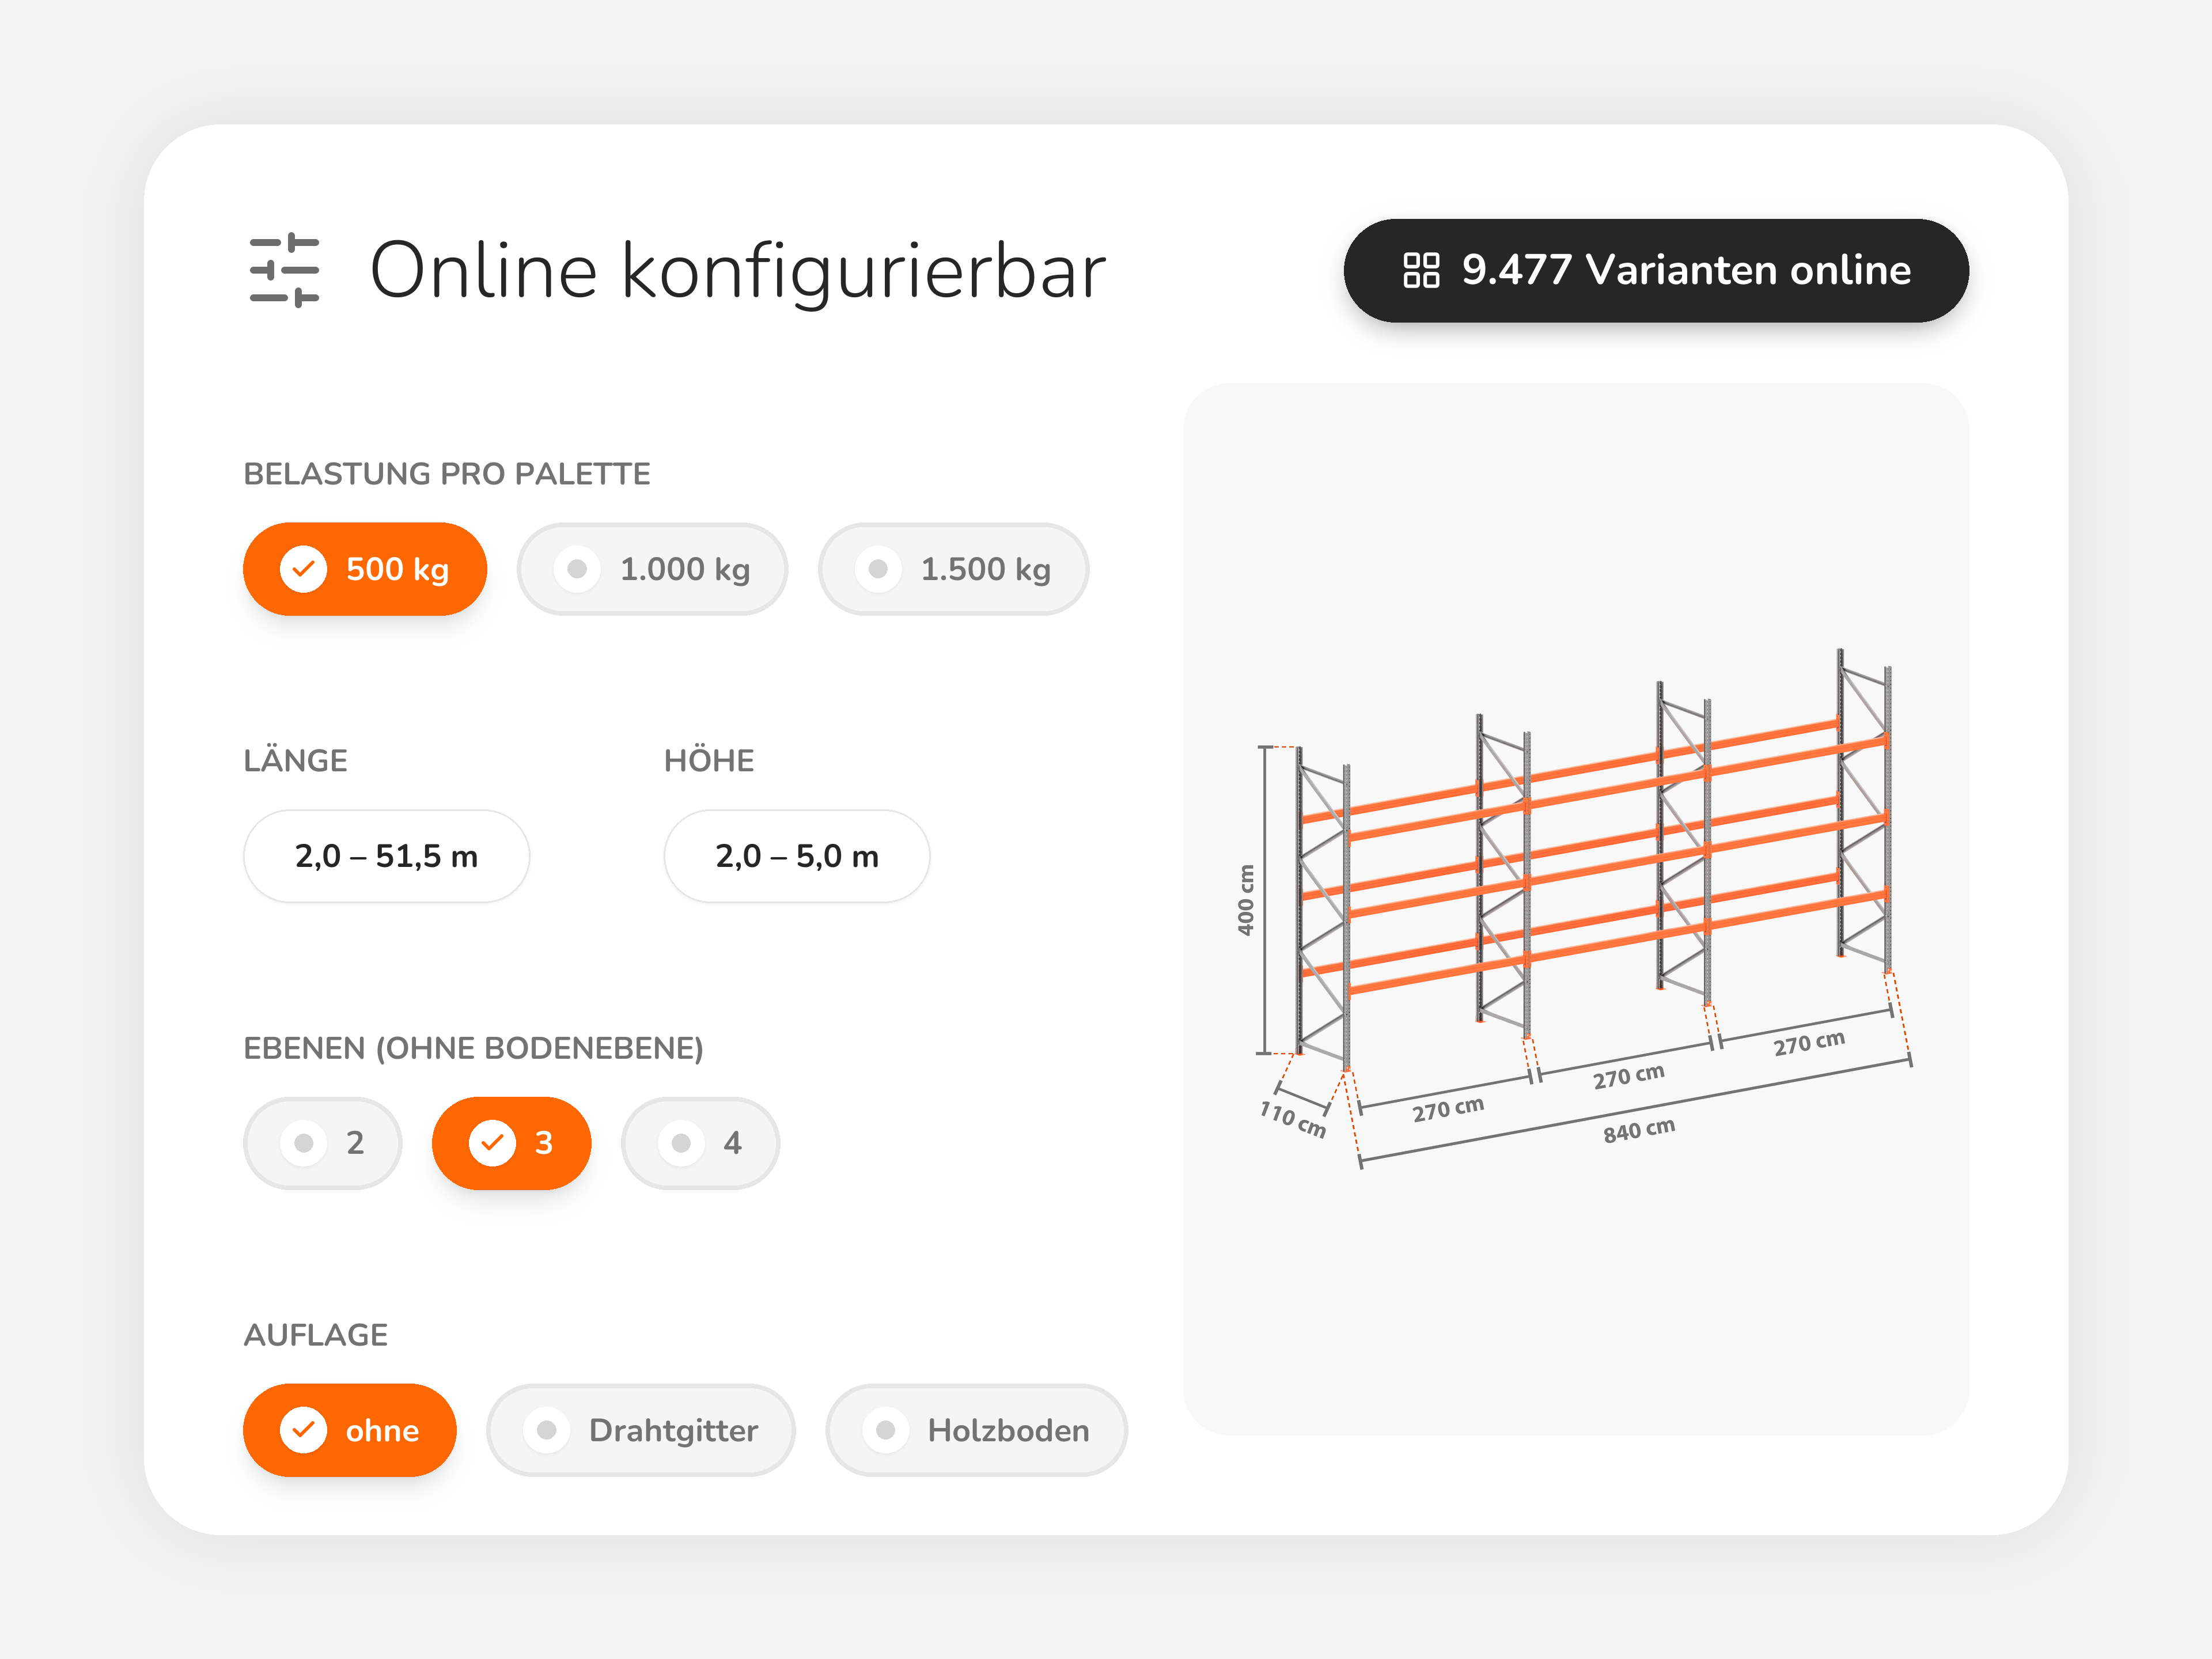 Online konfigurierbar
9.477 Varianten online
BELASTUNG PRO PALETTE
500 kg
1.000 kg
1.500 kg
LÄNGE
HÖHE
2,0 – 51,5 m
2,0 – 5,0 m
EBENEN (OHNE BODENEBENE)
2
3
4
AUFLAGE
ohne
Drahtgitter
Holzboden
400 cm
110 cm
270 cm
270 cm
270 cm
840 cm